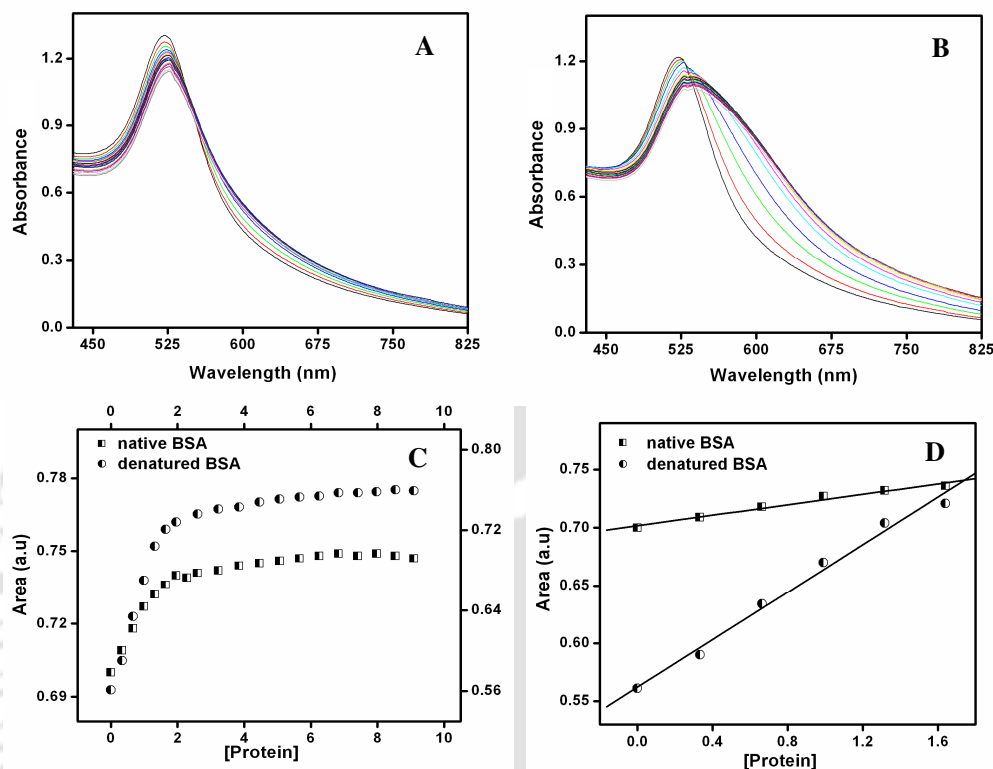 A
Absorbance
1.2
0.9
0.6
0.3
0.0
450 525 600 675 750 825
Wavelength (nm)
B
Absorbance
1.2
0.9
0.6
0.3
0.0
450 525 600 675 750 825
Wavelength (nm)
0 2 4 6 8 10
native BSA
denatured BSA
C
Area (a.u)
0.78
0.75
0.72
0.69
0.80
0.72
0.64
0.56
0 2 4 6 8 10
[Protein]
native BSA
denatured BSA
D
Area (a.u)
0.75
0.70
0.65
0.60
0.55
0.0 0.4 0.8 1.2 1.6
[Protein]